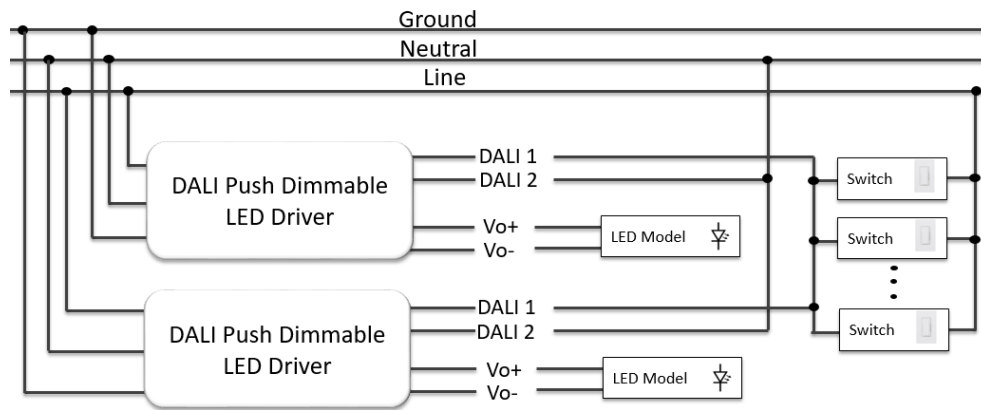 Ground
Neutral
Line
DALI Push Dimmable
LED Driver
DALI 1
DALI 2
Vo+
Vo-
LED Model
Switch
Switch
Switch
DALI Push Dimmable
LED Driver
DALI 1
DALI 2
Vo+
Vo-
LED Model